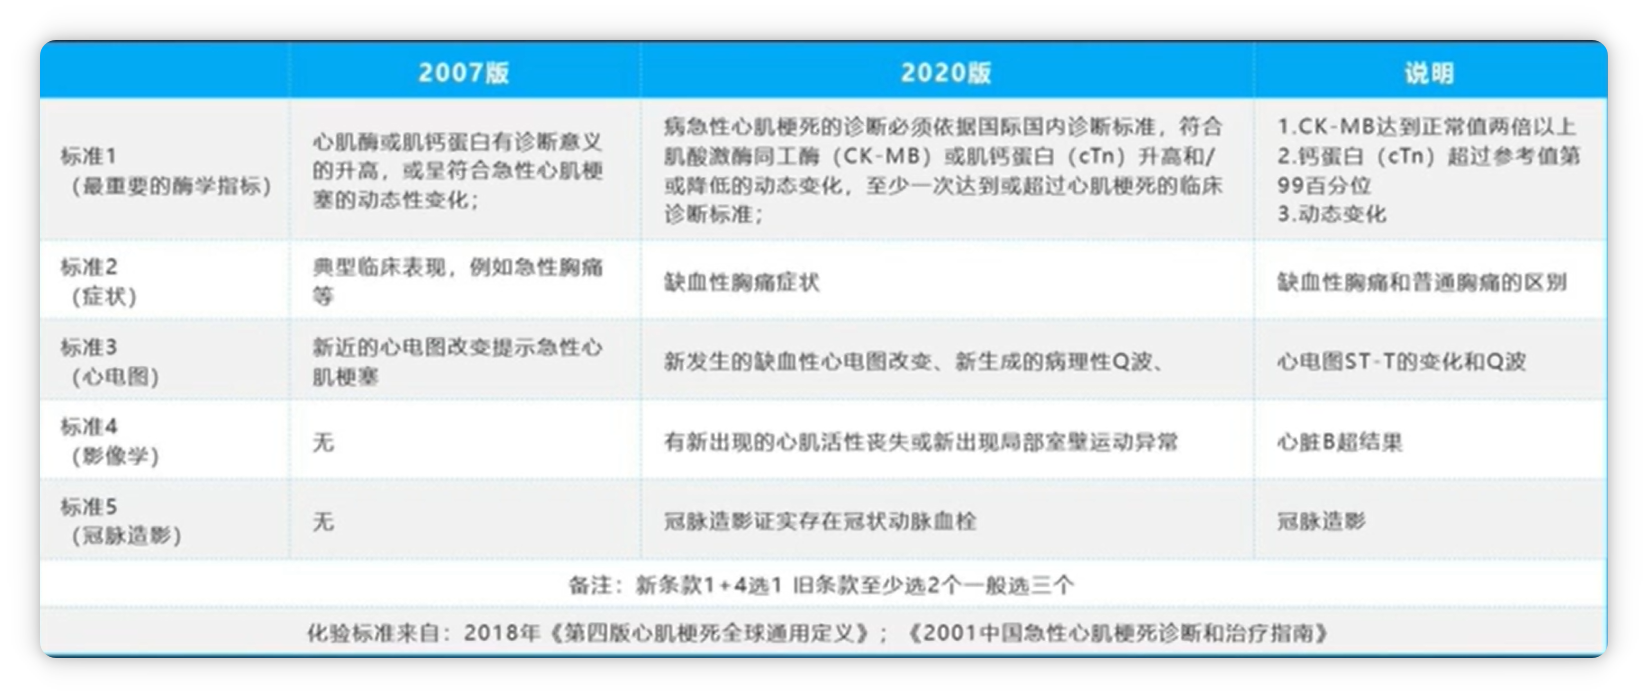 2007版 2020版 说明
标准1
（最重要的酶学指标）
心肌酶或肌钙蛋白有诊断意义
的升高，或呈符合急性心肌梗
塞的动态性变化；
病急性心肌梗死的诊断必须依据国际国内诊断标准，符合
肌酸激酶同工酶（CK-MB）或肌钙蛋白（cTn）升高和/
或降低的动态变化，至少一次达到或超过心肌梗死的临床
诊断标准；
1.CK-MB达到正常值两倍以上
2.钙蛋白（cTn）超过参考值第
99百分位
3.动态变化
标准2
（症状）
典型临床表现，例如急性胸痛
等
缺血性胸痛症状
缺血性胸痛和普通胸痛的区别
标准3
（心电图）
新近的心电图改变提示急性心
肌梗塞
新发生的缺血性心电图改变、新生成的病理性Q波、
心电图ST-T的变化和Q波
标准4
（影像学）
无
有新出现的心肌活性丧失或新出现局部室壁运动异常
心脏B超结果
标准5
（冠脉造影）
无
冠脉造影证实存在冠状动脉血栓
冠脉造影
备注：新条款1+4选1 旧条款至少选2个一般选三个
化验标准来自：2018年《第四版心肌梗死全球通用定义》；《2001中国急性心肌梗死诊断和治疗指南》